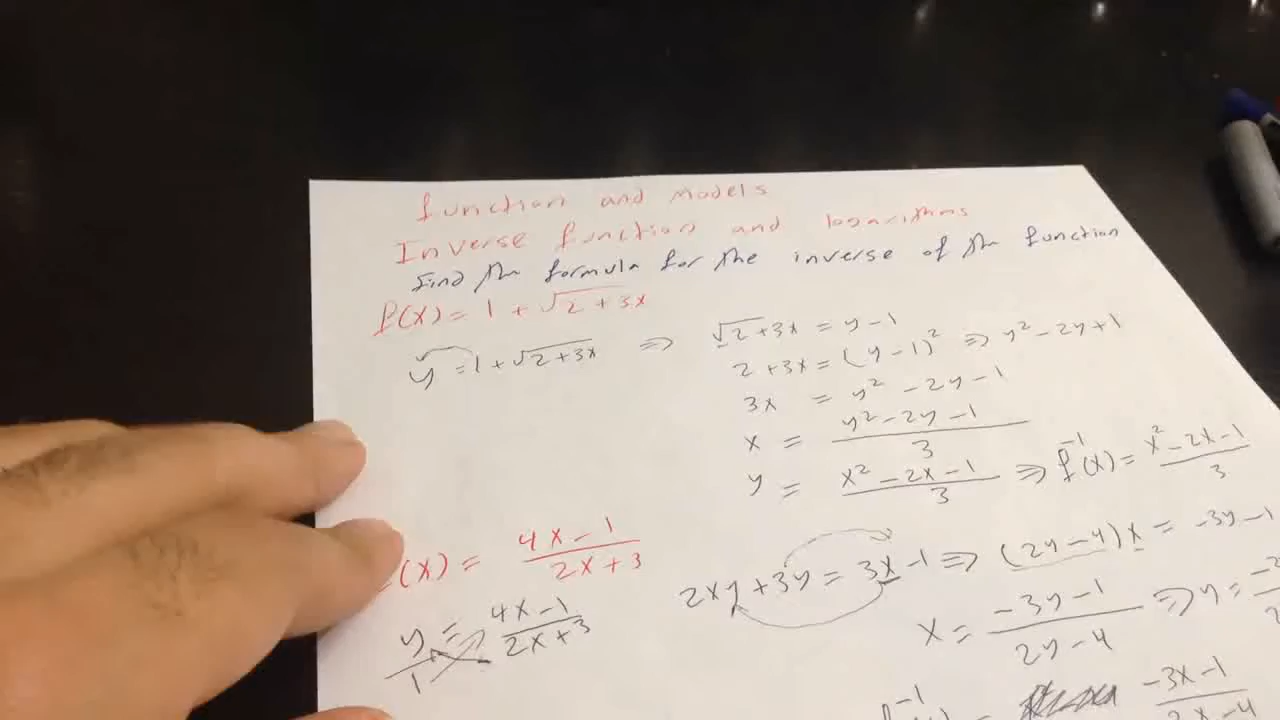 function and models
Inverse function and logarithms
find the formula for the inverse of the function
f(x) = 1 + √2 + 3x
y = 1 + √2+3x ⇒ √2+3x = y - 1
2 + 3x = (y - 1)² ⇒ y² - 2y + 1
3x = y² - 2y - 1
x = y² - 2y - 1 / 3
y = x² - 2x - 1 / 3 ⇒ f⁻¹(x) = x² - 2x - 1 / 3
(x) = 4x - 1 / 2x + 3
y / 1 = 4x - 1 / 2x + 3
2xy + 3y = 3x - 1 ⇒ (2y - 4)x = -3y - 1
x = -3y - 1 / 2y - 4 ⇒ y =
-3x - 1 / 2x - 4